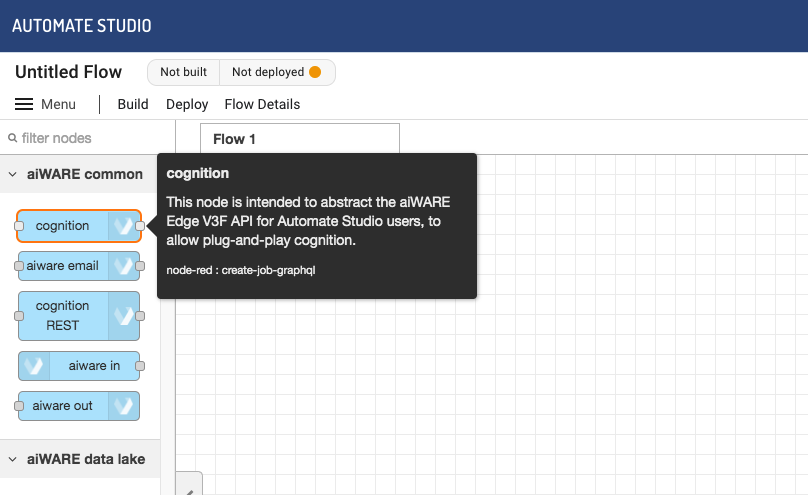 AUTOMATE STUDIO
Untitled Flow
Not built
Not deployed
Menu
Build
Deploy
Flow Details
filter nodes
Flow 1
aiWARE common
cognition
This node is intended to abstract the aiWARE
Edge V3F API for Automate Studio users, to
allow plug-and-play cognition.
node-red : create-job-graphql
cognition
aiware email
cognition
REST
aiware in
aiware out
aiWARE data lake